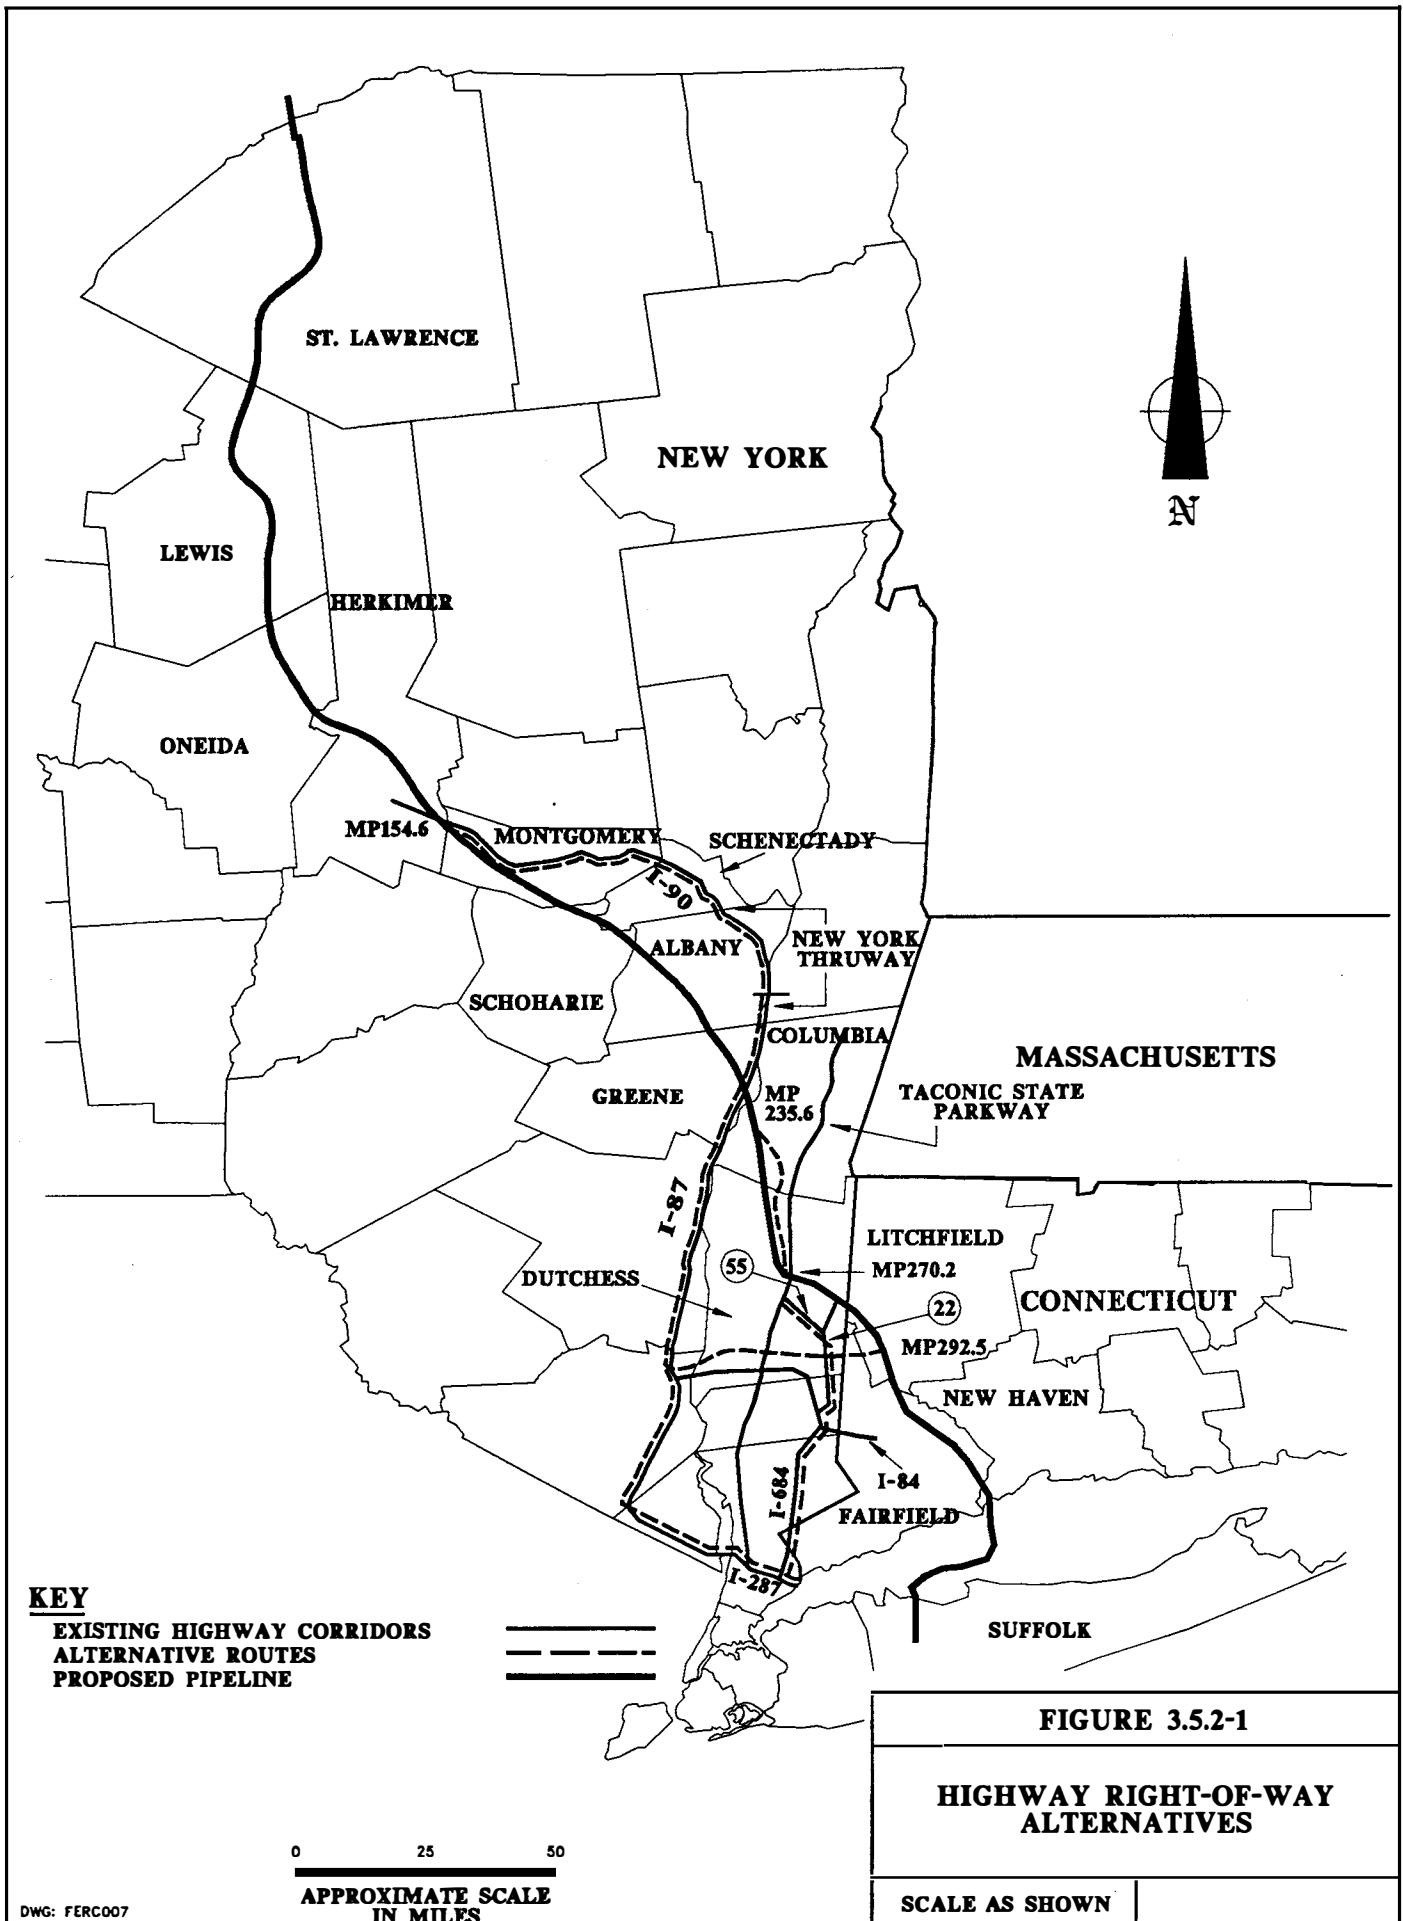 ST. LAWRENCE
NEW YORK
N
LEWIS
HERKIMER
ONEIDA
MP154.6
MONTGOMERY
SCHENECTADY
I-90
ALBANY
NEW YORK
THRUWAY
SCHOHARIE
COLUMBIA
MASSACHUSETTS
GREENE
MP
235.6
TACONIC STATE
PARKWAY
I-87
LITCHFIELD
55
MP270.2
DUTCHESS
22
CONNECTICUT
MP292.5
NEW HAVEN
I-684
I-84
FAIRFIELD
I-287
KEY
EXISTING HIGHWAY CORRIDORS
ALTERNATIVE ROUTES
PROPOSED PIPELINE
SUFFOLK
FIGURE 3.5.2-1
HIGHWAY RIGHT-OF-WAY
ALTERNATIVES
0 25 50
APPROXIMATE SCALE
IN MILES
SCALE AS SHOWN
DWG: FERC007